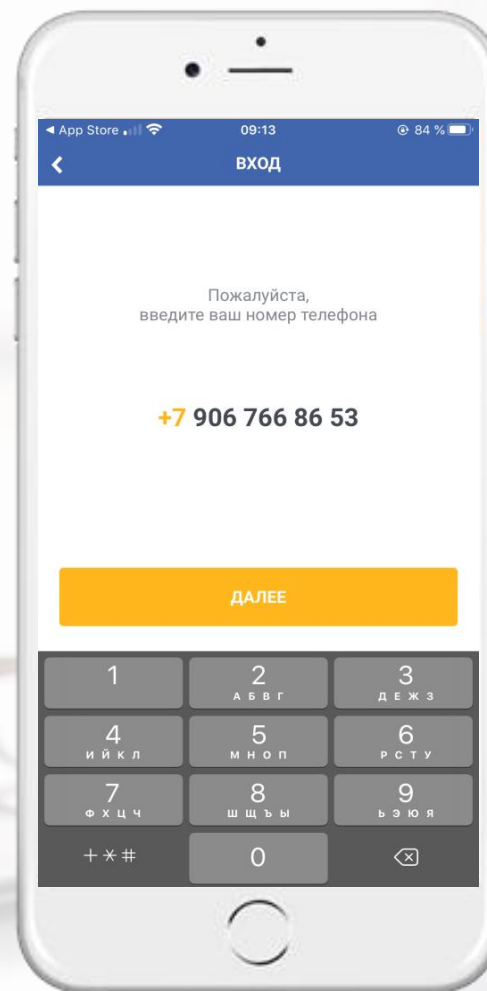 App Store 09:13 84 %
ВХОД
Пожалуйста,
введите ваш номер телефона
+7 906 766 86 53
ДАЛЕЕ
1 2 3
А Б В Г Д Е Ж З
4 5 6
И Й К Л М Н О П Р С Т У
7 8 9
Ф Х Ц Ч Ш Щ Ъ Ы Ь Э Ю Я
+ * # 0